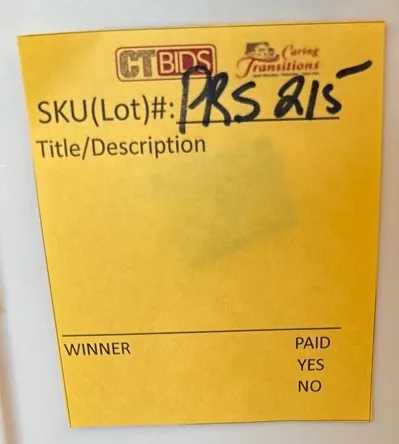 CTBIDS
Caring
Transitions
SKU(Lot)#: PRS 215
Title/Description
WINNER
PAID
YES
NO